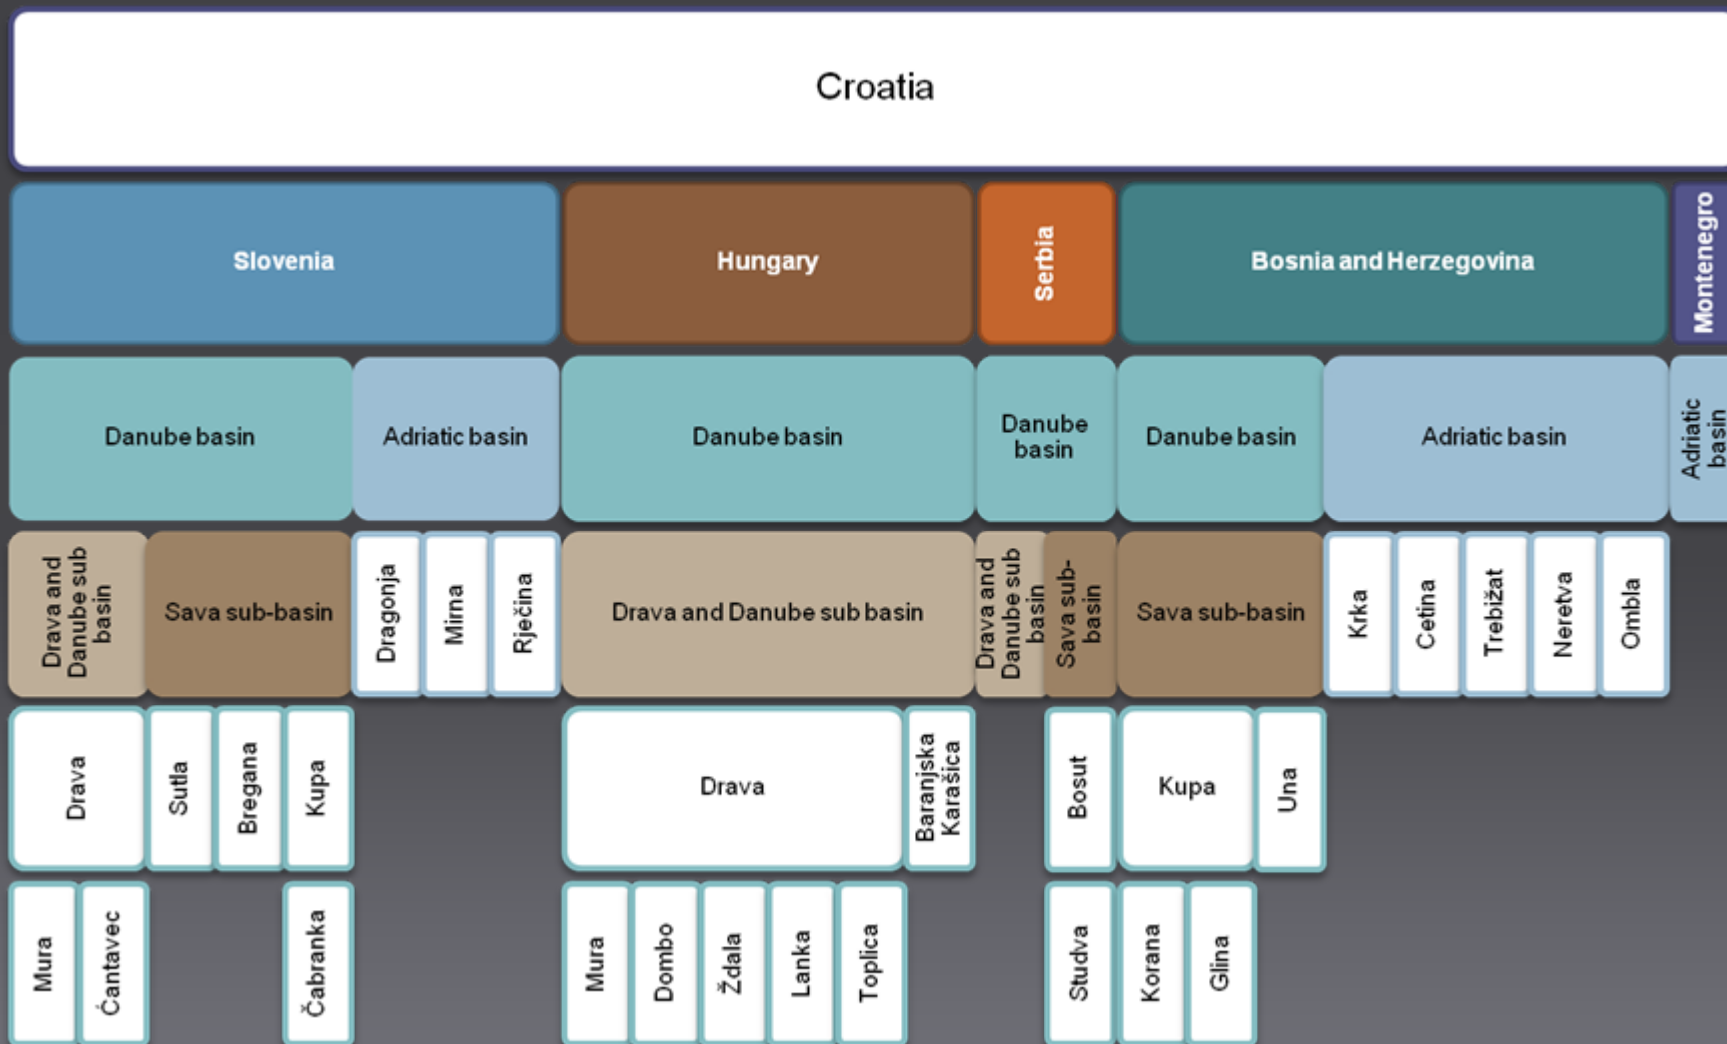 Croatia
Slovenia
Hungary
Serbia
Bosnia and Herzegovina
Montenegro
Danube basin
Adriatic basin
Danube basin
Danube
basin
Danube basin
Adriatic basin
Adriatic
basin
Drava and
Danube sub
basin
Sava sub-basin
Dragonja
Mirna
Rječina
Drava and Danube sub basin
Drava and
Danube sub
basin
Sava sub-
basin
Sava sub-basin
Krka
Cetina
Trebižat
Neretva
Ombla
Drava
Sutla
Bregana
Kupa
Drava
Baranjska
Karašica
Bosut
Kupa
Una
Mura
Ćantavec
Čabranka
Mura
Dombo
Ždala
Lanka
Toplica
Studva
Korana
Glina